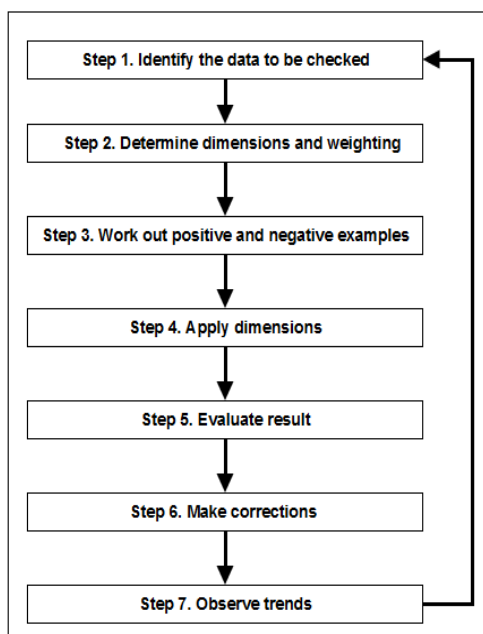 Step 1. Identify the data to be checked
Step 2. Determine dimensions and weighting
Step 3. Work out positive and negative examples
Step 4. Apply dimensions
Step 5. Evaluate result
Step 6. Make corrections
Step 7. Observe trends